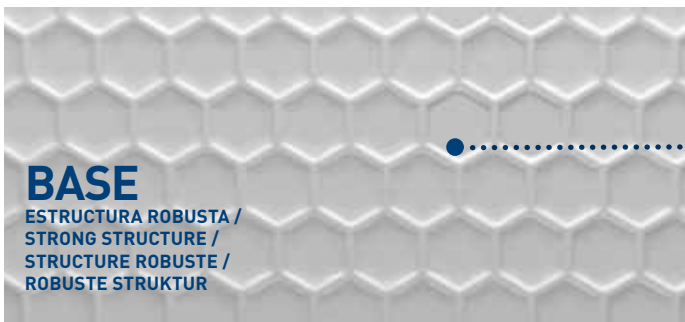 BASE
ESTRUCTURA ROBUSTA /
STRONG STRUCTURE /
STRUCTURE ROBUSTE /
ROBUSTE STRUKTUR